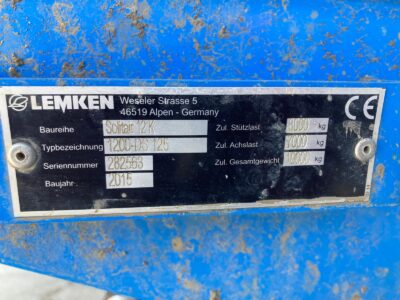 LEMKEN Weseler Strasse 5
46519 Alpen - Germany
CE
Baureihe Solitair 12 K
Typbezeichnung 1200-DS 125
Seriennummer
Baujahr 2015
Zul. Stützlast kg
Zul. Achslast kg
Zul. Gesamtgewicht kg